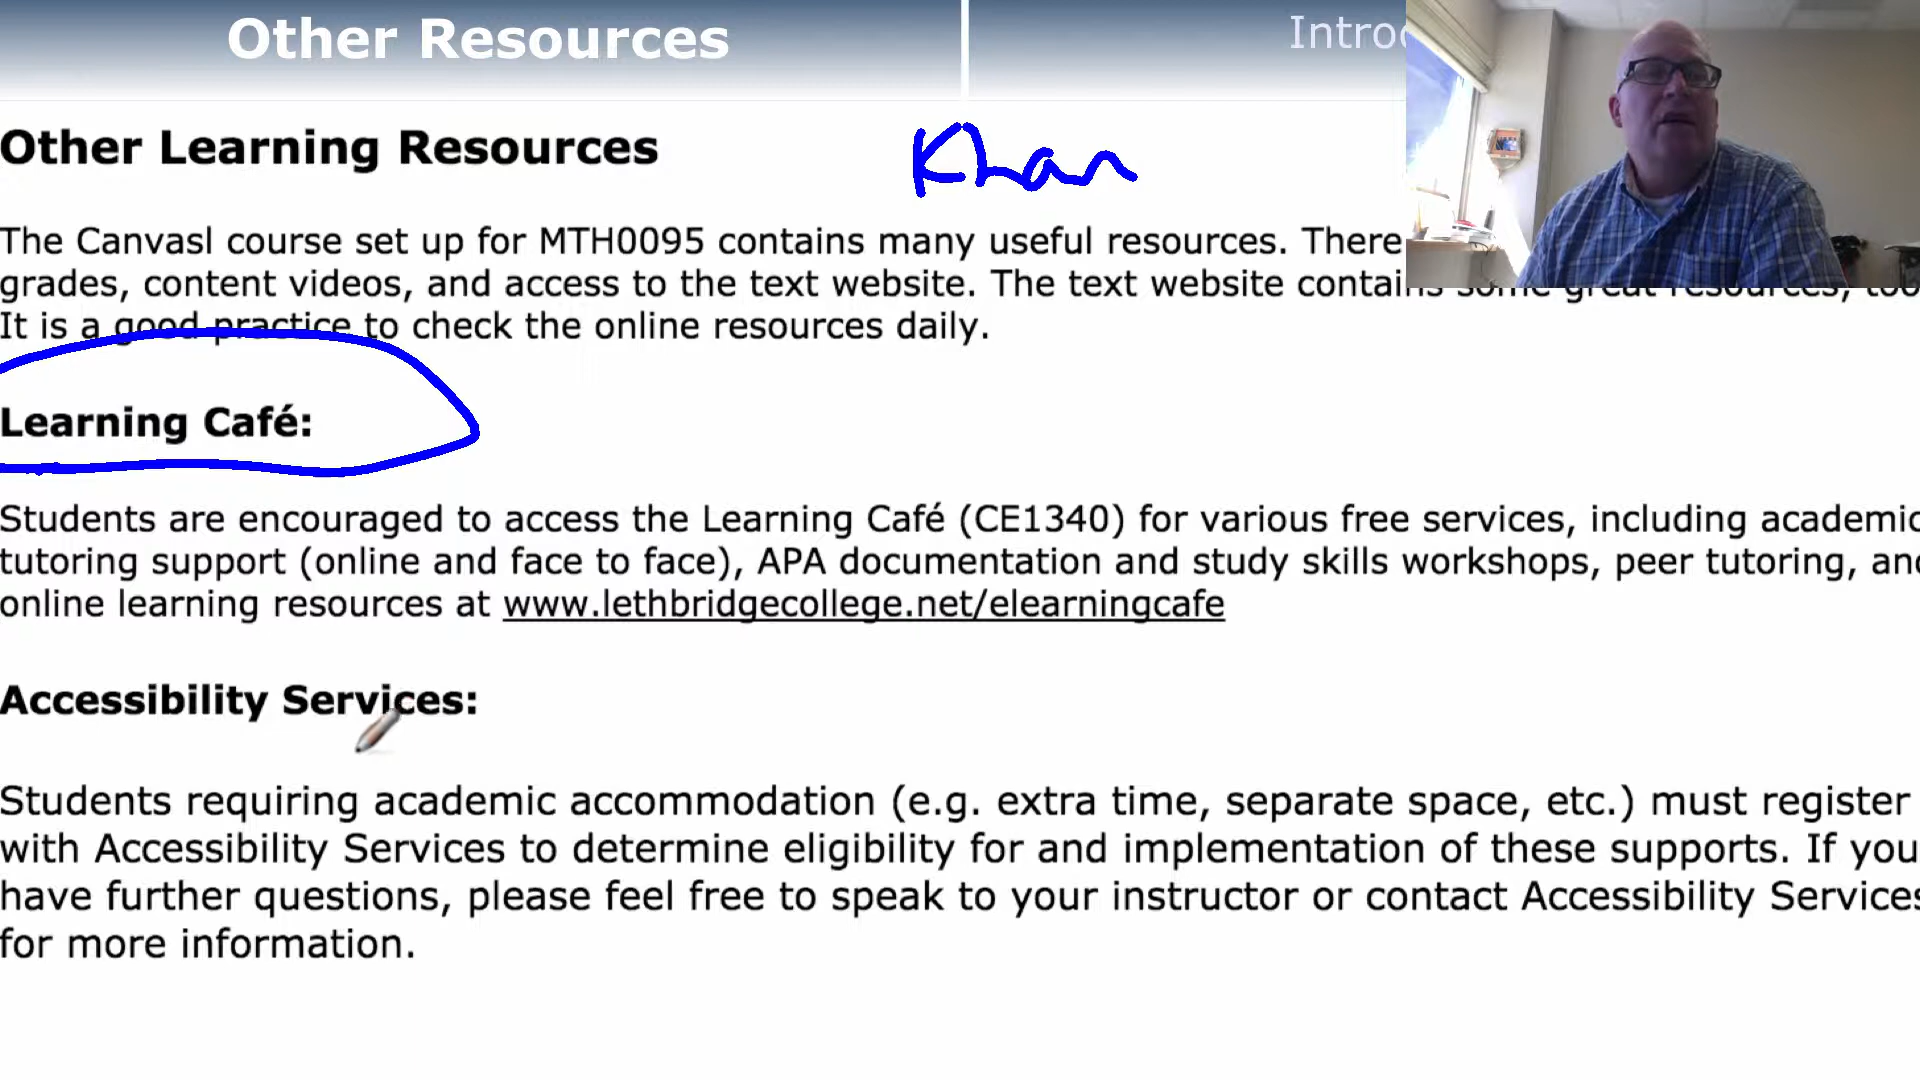 Other Resources
Intro
Other Learning Resources
Khan
The Canvasl course set up for MTH0095 contains many useful resources. There
grades, content videos, and access to the text website. The text website contains some great resources, too
It is a good practice to check the online resources daily.
Learning Café:
Students are encouraged to access the Learning Café (CE1340) for various free services, including academic
tutoring support (online and face to face), APA documentation and study skills workshops, peer tutoring, and
online learning resources at www.lethbridgecollege.net/elearningcafe
Accessibility Services:
Students requiring academic accommodation (e.g. extra time, separate space, etc.) must register
with Accessibility Services to determine eligibility for and implementation of these supports. If you
have further questions, please feel free to speak to your instructor or contact Accessibility Services
for more information.